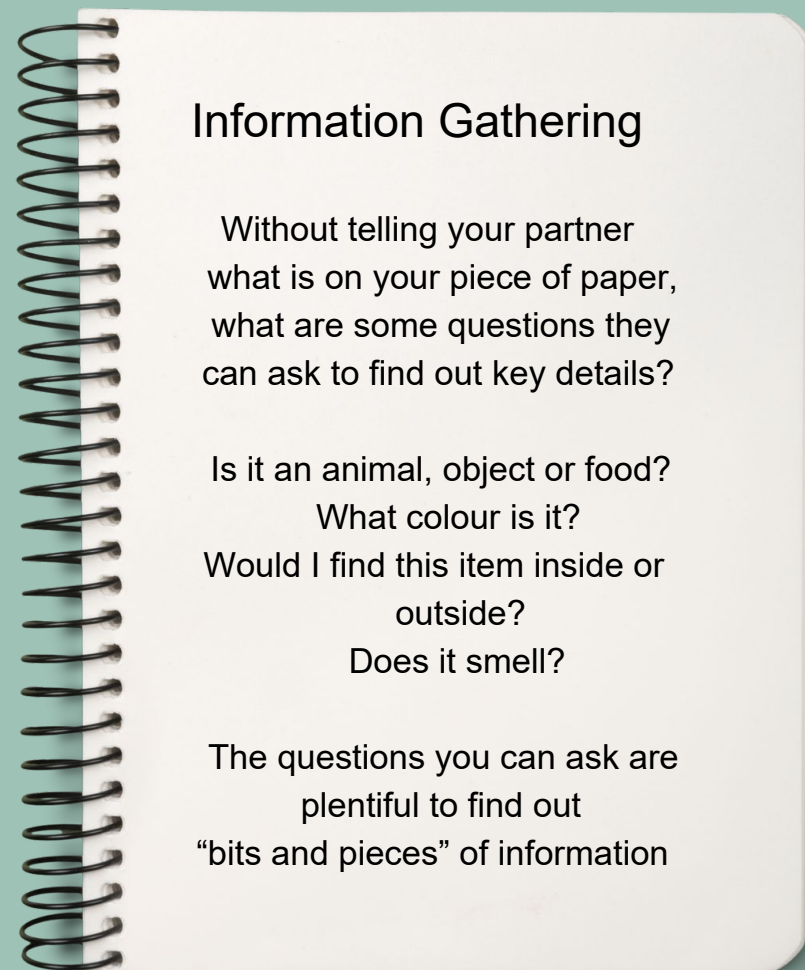 Information Gathering
Without telling your partner
what is on your piece of paper,
what are some questions they
can ask to find out key details?
Is it an animal, object or food?
What colour is it?
Would I find this item inside or
outside?
Does it smell?
The questions you can ask are
plentiful to find out
“bits and pieces” of information